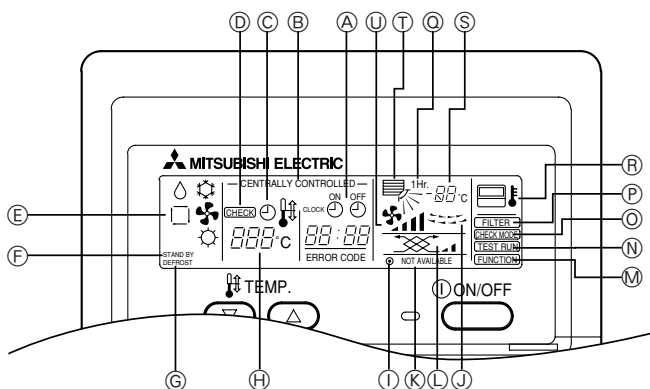 D C B A U T Q S
MITSUBISHI ELECTRIC
CENTRALLY CONTROLLED
1Hr.
ON OFF
CHECK
CLOCK
88 °C
888 °C
88:88
ERROR CODE
STAND BY
DEFROST
NOT AVAILABLE
FILTER
CHECK MODE
TEST RUN
FUNCTION
E
F
R
P
O
N
M
TEMP.
ON/OFF
G H I K L J